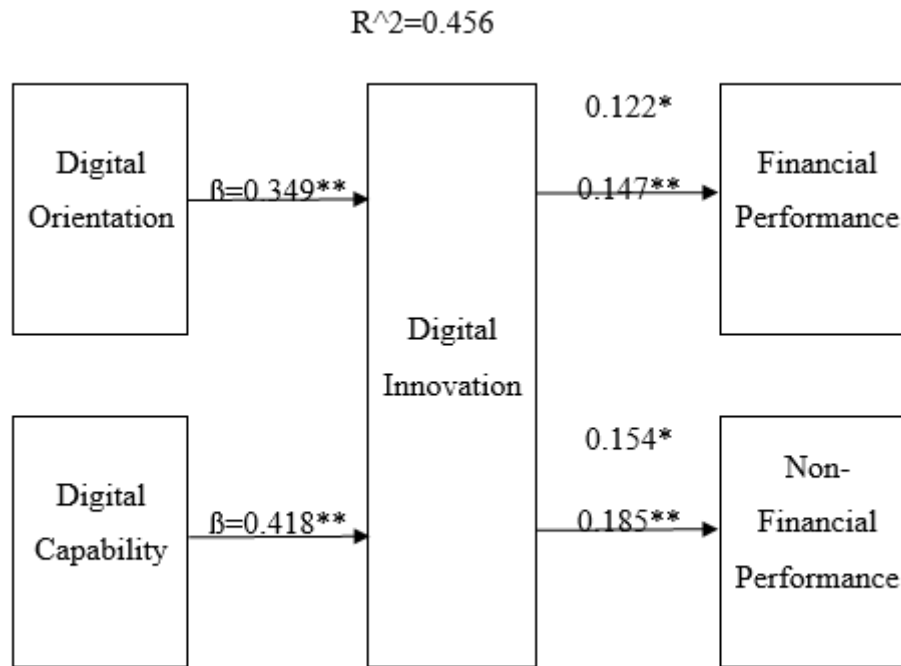 R^2=0.456
Digital
Orientation
ß=0.349**
Digital
Capability
ß=0.418**
Digital
Innovation
0.122*
0.147**
0.154*
0.185**
Financial
Performance
Non-
Financial
Performance